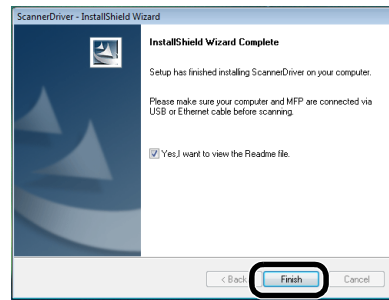 ScannerDriver - InstallShield Wizard
InstallShield Wizard Complete
Setup has finished installing ScannerDriver on your computer.
Please make sure your computer and MFP are connected via
USB or Ethernet cable before scanning.
Yes,I want to view the Readme file.
< Back Finish Cancel